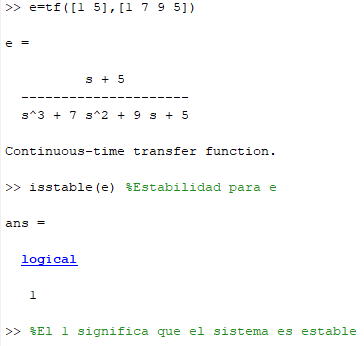 >> e=tf([1 5],[1 7 9 5])
e =
s + 5
---------------------
s^3 + 7 s^2 + 9 s + 5
Continuous-time transfer function.
>> isstable(e) %Estabilidad para e
ans =
logical
1
>> %El 1 significa que el sistema es estable